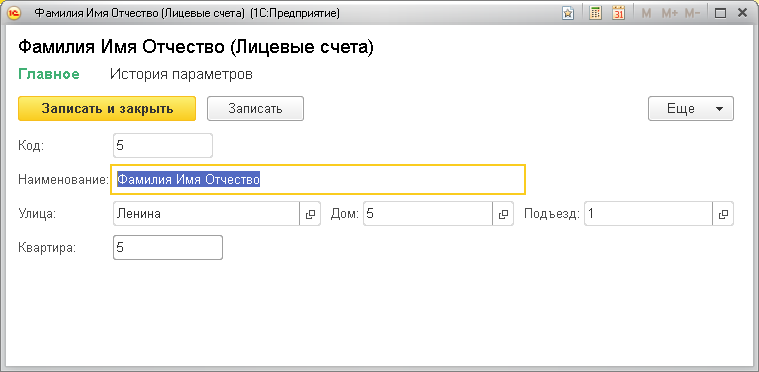 Фамилия Имя Отчество (Лицевые счета) (1С:Предприятие) 31 M M+ M-
Фамилия Имя Отчество (Лицевые счета)
Главное История параметров
Записать и закрыть Записать Еще
Код: 5
Наименование: Фамилия Имя Отчество
Улица: Ленина Дом: 5 Подъезд: 1
Квартира: 5